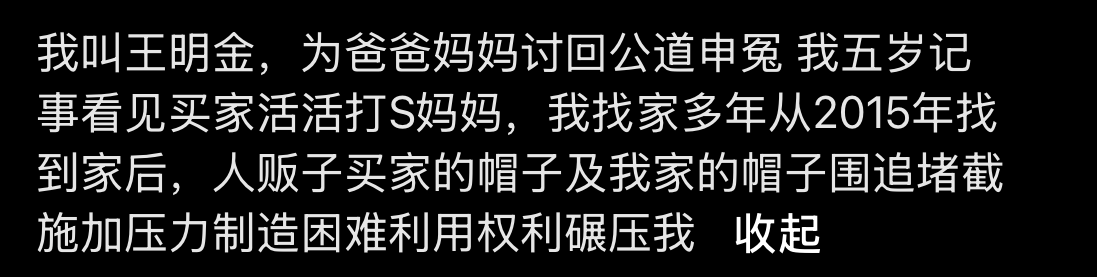 我叫王明金，为爸爸妈妈讨回公道申冤 我五岁记
事看见买家活活打S妈妈，我找家多年从2015年找
到家后，人贩子买家的帽子及我家的帽子围追堵截
施加压力制造困难利用权利碾压我 收起